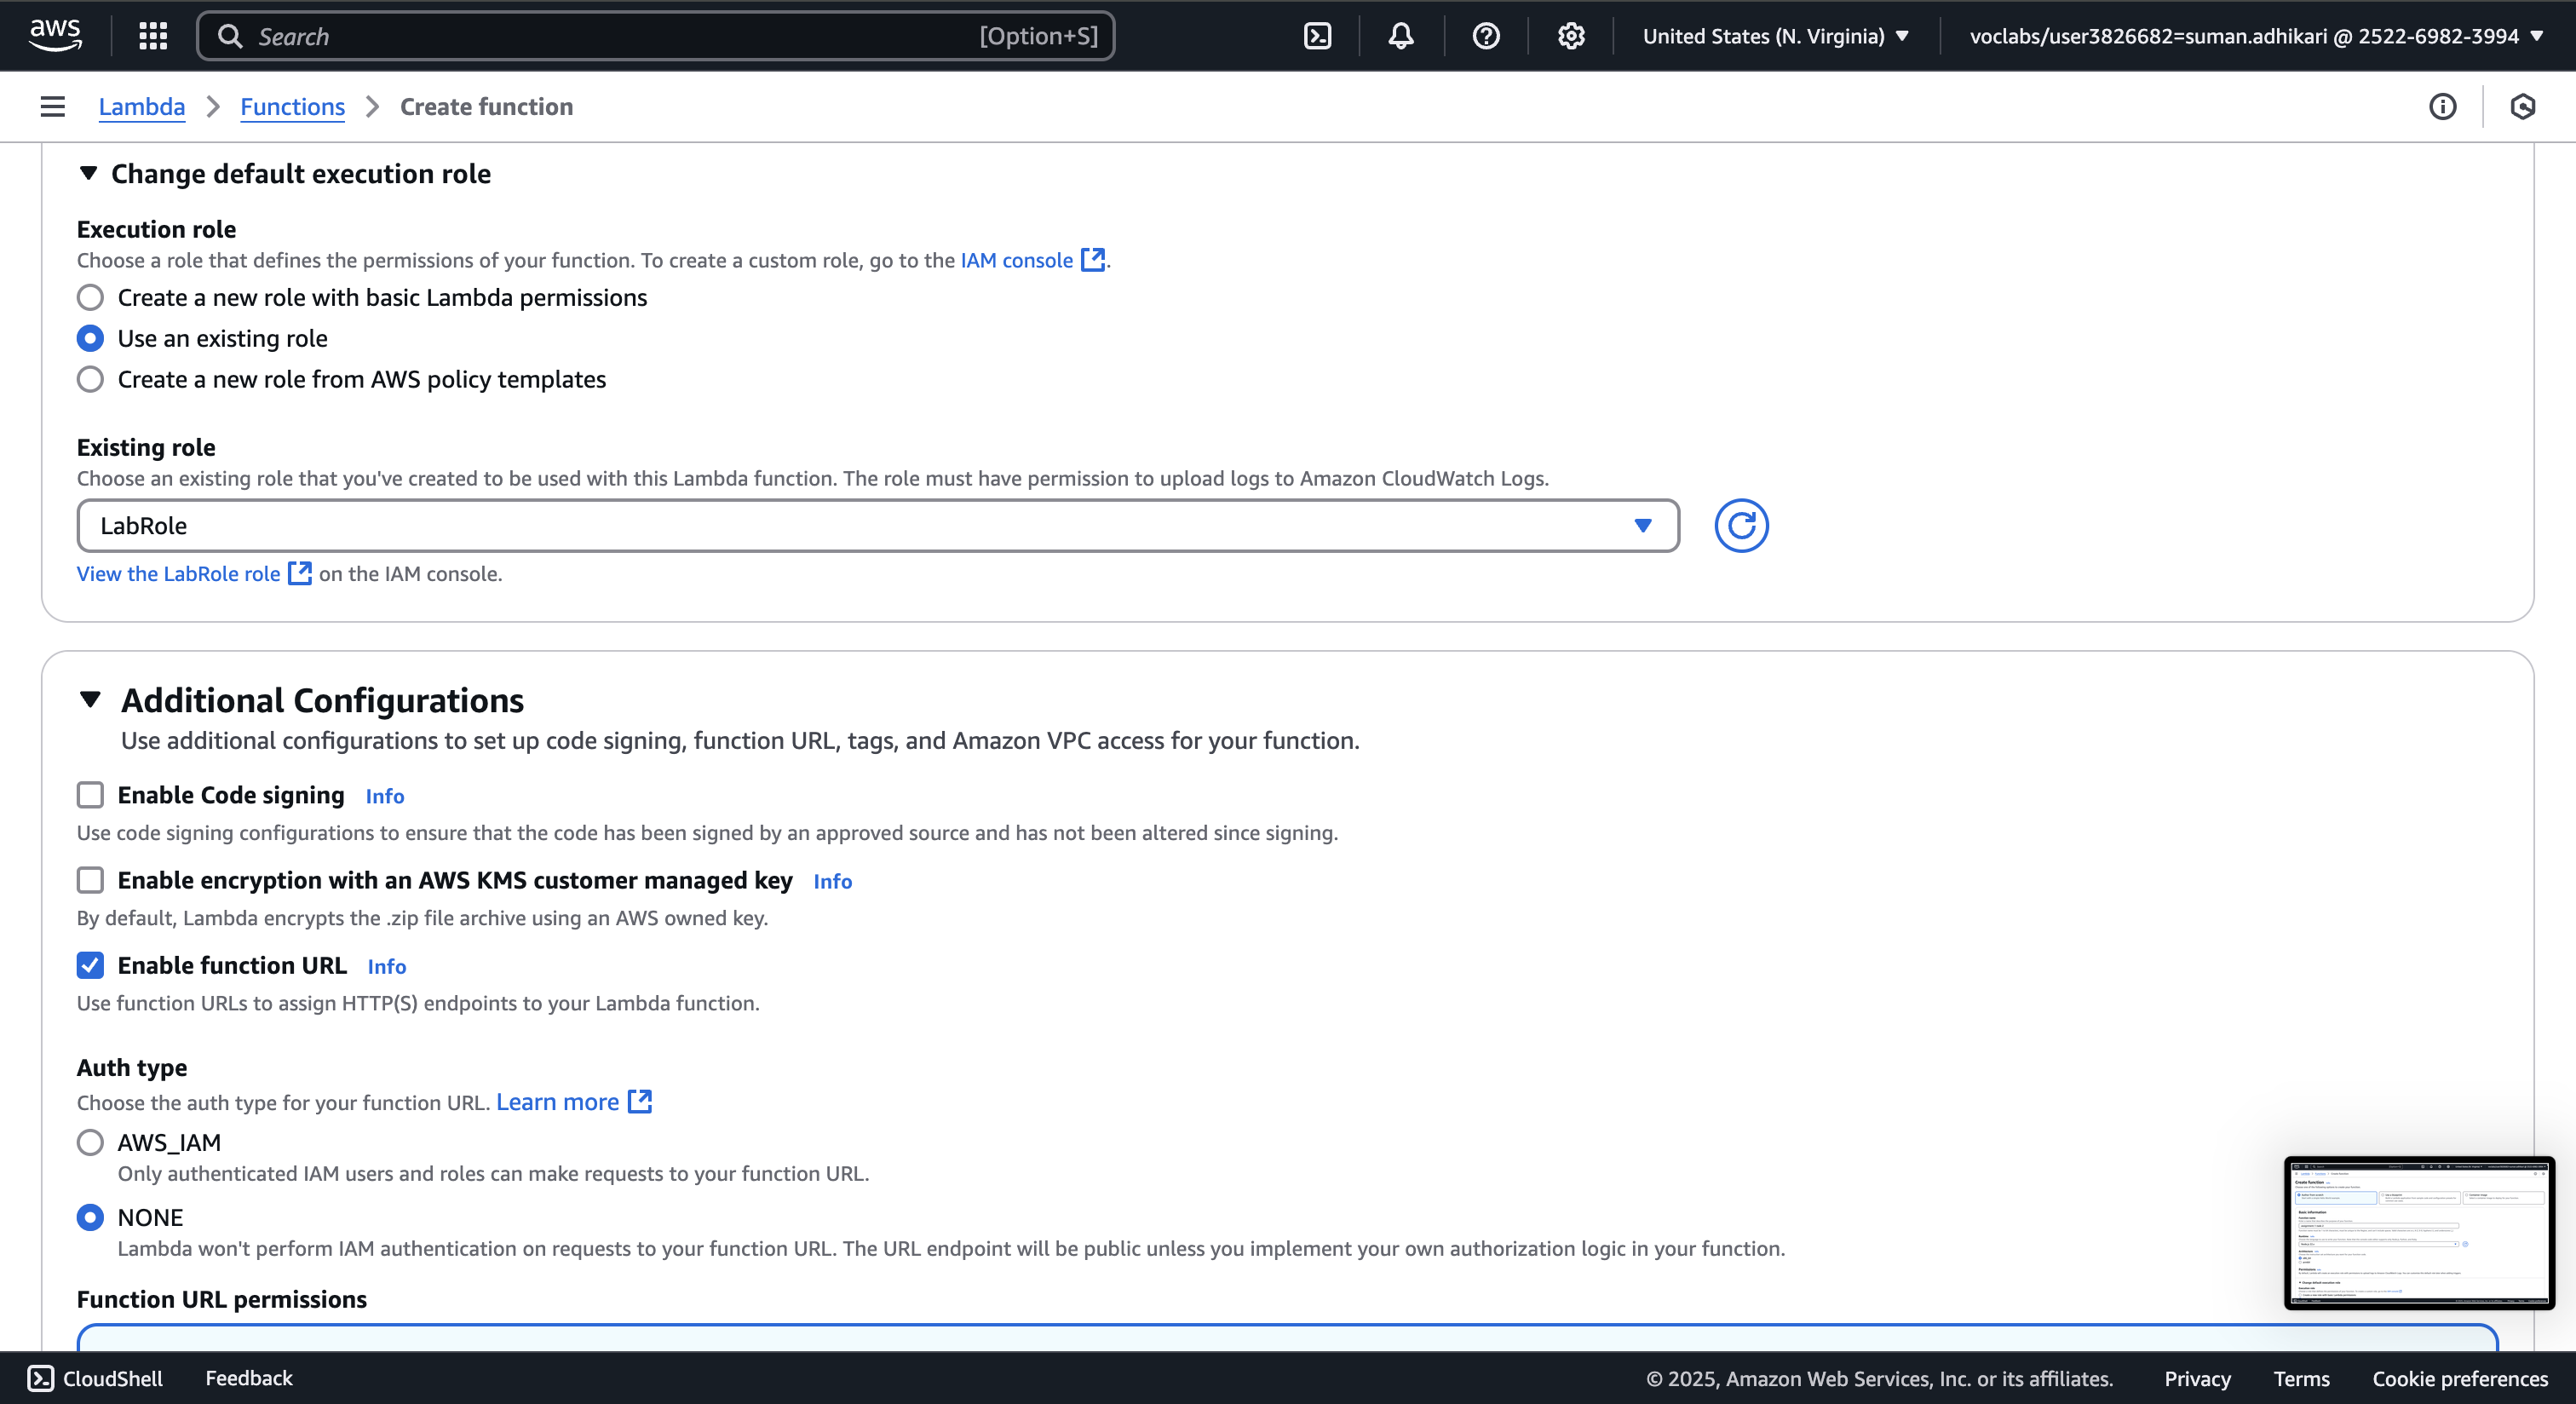 aws
Search [Option+S]
United States (N. Virginia)
voclabs/user3826682=suman.adhikari @ 2522-6982-3994
Lambda
Functions
Create function
Change default execution role
Execution role
Choose a role that defines the permissions of your function. To create a custom role, go to the IAM console .
Create a new role with basic Lambda permissions
Use an existing role
Create a new role from AWS policy templates
Existing role
Choose an existing role that you've created to be used with this Lambda function. The role must have permission to upload logs to Amazon CloudWatch Logs.
LabRole
View the LabRole role on the IAM console.
Additional Configurations
Use additional configurations to set up code signing, function URL, tags, and Amazon VPC access for your function.
Enable Code signing Info
Use code signing configurations to ensure that the code has been signed by an approved source and has not been altered since signing.
Enable encryption with an AWS KMS customer managed key Info
By default, Lambda encrypts the .zip file archive using an AWS owned key.
Enable function URL Info
Use function URLs to assign HTTP(S) endpoints to your Lambda function.
Auth type
Choose the auth type for your function URL. Learn more
AWS_IAM
Only authenticated IAM users and roles can make requests to your function URL.
NONE
Lambda won't perform IAM authentication on requests to your function URL. The URL endpoint will be public unless you implement your own authorization logic in your function.
Function URL permissions
Create function
CloudShell Feedback
© 2025, Amazon Web Services, Inc. or its affiliates. Privacy Terms Cookie preferences